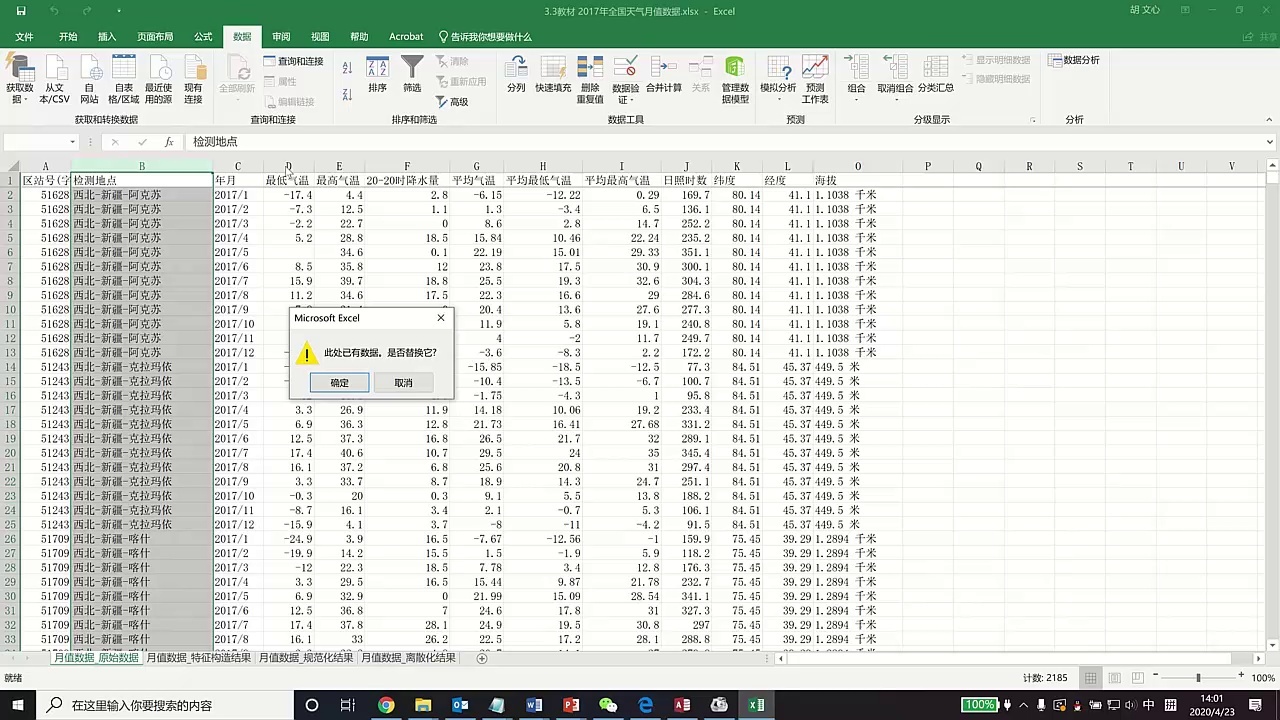 3.3教材 2017年全国天气月值数据.xlsx - Excel
胡 文心
文件 开始 插入 页面布局 公式 数据 审阅 视图 帮助 Acrobat 告诉我你想要做什么 共享
获取数据 从文本/CSV 自网站 自表格/区域 最近使用的源 现有连接
获取和转换数据
全部刷新 查询和连接 属性 编辑链接
查询和连接
排序 筛选 清除 重新应用 高级
排序和筛选
分列 快速填充 删除重复值 数据验证 合并计算 关系 管理数据模型
数据工具
模拟分析 预测工作表
预测
组合 取消组合 分类汇总 显示明细数据 隐藏明细数据
分级显示
数据分析
分析
fx 检测地点
A B C D E F G H I J K L O P Q R S T U V
1 区站号(字 检测地点 年月 最低气温 最高气温 20-20时降水量 平均气温 平均最低气温 平均最高气温 日照时数 纬度 经度 海拔
2 51628 西北-新疆-阿克苏 2017/1 -17.4 4.4 2.8 -6.15 -12.22 0.29 169.7 80.14 41.1 1.1038 千米
3 51628 西北-新疆-阿克苏 2017/2 -7.3 12.5 1.1 1.3 -3.4 6.5 136.1 80.14 41.1 1.1038 千米
4 51628 西北-新疆-阿克苏 2017/3 -2.2 22.7 0 8.6 2.8 14.7 252.2 80.14 41.1 1.1038 千米
5 51628 西北-新疆-阿克苏 2017/4 5.2 28.8 18.5 15.84 10.46 22.24 235.2 80.14 41.1 1.1038 千米
6 51628 西北-新疆-阿克苏 2017/5 34.6 0.1 22.19 15.01 29.33 351.1 80.14 41.1 1.1038 千米
7 51628 西北-新疆-阿克苏 2017/6 8.5 35.8 12 23.8 17.5 30.9 300.1 80.14 41.1 1.1038 千米
8 51628 西北-新疆-阿克苏 2017/7 15.9 39.7 18.8 25.5 19.3 32.6 304.3 80.14 41.1 1.1038 千米
9 51628 西北-新疆-阿克苏 2017/8 11.2 34.6 17.5 22.3 16.6 29 284.6 80.14 41.1 1.1038 千米
10 51628 西北-新疆-阿克苏 2017/9 20.4 13.6 27.6 277.3 80.14 41.1 1.1038 千米
11 51628 西北-新疆-阿克苏 2017/10 11.9 5.8 19.1 240.8 80.14 41.1 1.1038 千米
12 51628 西北-新疆-阿克苏 2017/11 4 -2 11.7 249.7 80.14 41.1 1.1038 千米
13 51628 西北-新疆-阿克苏 2017/12 -3.6 -8.3 2.2 172.2 80.14 41.1 1.1038 千米
14 51243 西北-新疆-克拉玛依 2017/1 -15.85 -18.5 -12.5 77.3 84.51 45.37 449.5 米
15 51243 西北-新疆-克拉玛依 2017/2 -10.4 -13.5 -6.7 100.7 84.51 45.37 449.5 米
16 51243 西北-新疆-克拉玛依 2017/3 -1.75 -4.3 1 95.8 84.51 45.37 449.5 米
17 51243 西北-新疆-克拉玛依 2017/4 3.3 26.9 11.9 14.18 10.06 19.2 233.4 84.51 45.37 449.5 米
18 51243 西北-新疆-克拉玛依 2017/5 6.9 36.3 12.8 21.73 16.41 27.68 331.2 84.51 45.37 449.5 米
19 51243 西北-新疆-克拉玛依 2017/6 12.5 37.3 16.8 26.5 21.7 32 289.1 84.51 45.37 449.5 米
20 51243 西北-新疆-克拉玛依 2017/7 17.4 40.6 10.7 29.5 24 35 345.4 84.51 45.37 449.5 米
21 51243 西北-新疆-克拉玛依 2017/8 16.1 37.2 6.8 25.6 20.8 31 297.4 84.51 45.37 449.5 米
22 51243 西北-新疆-克拉玛依 2017/9 3.3 33.7 8.7 18.9 14.3 24.7 251.1 84.51 45.37 449.5 米
23 51243 西北-新疆-克拉玛依 2017/10 -0.3 20 0.3 9.1 5.5 13.8 188.2 84.51 45.37 449.5 米
24 51243 西北-新疆-克拉玛依 2017/11 -8.7 16.1 3.4 2.1 -0.7 5.3 106.1 84.51 45.37 449.5 米
25 51243 西北-新疆-克拉玛依 2017/12 -15.9 4.1 3.7 -8 -11 -4.2 91.5 84.51 45.37 449.5 米
26 51709 西北-新疆-喀什 2017/1 -24.9 3.9 16.5 -7.67 -12.56 -1 159.9 75.45 39.29 1.2894 千米
27 51709 西北-新疆-喀什 2017/2 -19.9 14.2 15.5 1.5 -1.9 5.9 118.2 75.45 39.29 1.2894 千米
28 51709 西北-新疆-喀什 2017/3 -12 22.3 18.5 7.78 3.4 12.8 176.3 75.45 39.29 1.2894 千米
29 51709 西北-新疆-喀什 2017/4 3.3 29.5 16.5 15.44 9.87 21.78 232.7 75.45 39.29 1.2894 千米
30 51709 西北-新疆-喀什 2017/5 6.9 32.9 0 21.99 15.09 28.54 341.1 75.45 39.29 1.2894 千米
31 51709 西北-新疆-喀什 2017/6 12.5 36.8 7 24.6 17.8 31 327.3 75.45 39.29 1.2894 千米
32 51709 西北-新疆-喀什 2017/7 17.4 37.8 28.1 24.9 19.5 30.8 297 75.45 39.29 1.2894 千米
33 51709 西北-新疆-喀什 2017/8 16.1 33 26.2 22.5 17.2 28.1 288.8 75.45 39.29 1.2894 千米
Microsoft Excel
此处已有数据。是否替换它?
确定 取消
月值数据_原始数据 月值数据_特征构造结果 月值数据_规范化结果 月值数据_离散化结果
就绪 计数: 2185 100%
在这里输入你要搜索的内容
100% 中 14:01
2020/4/23